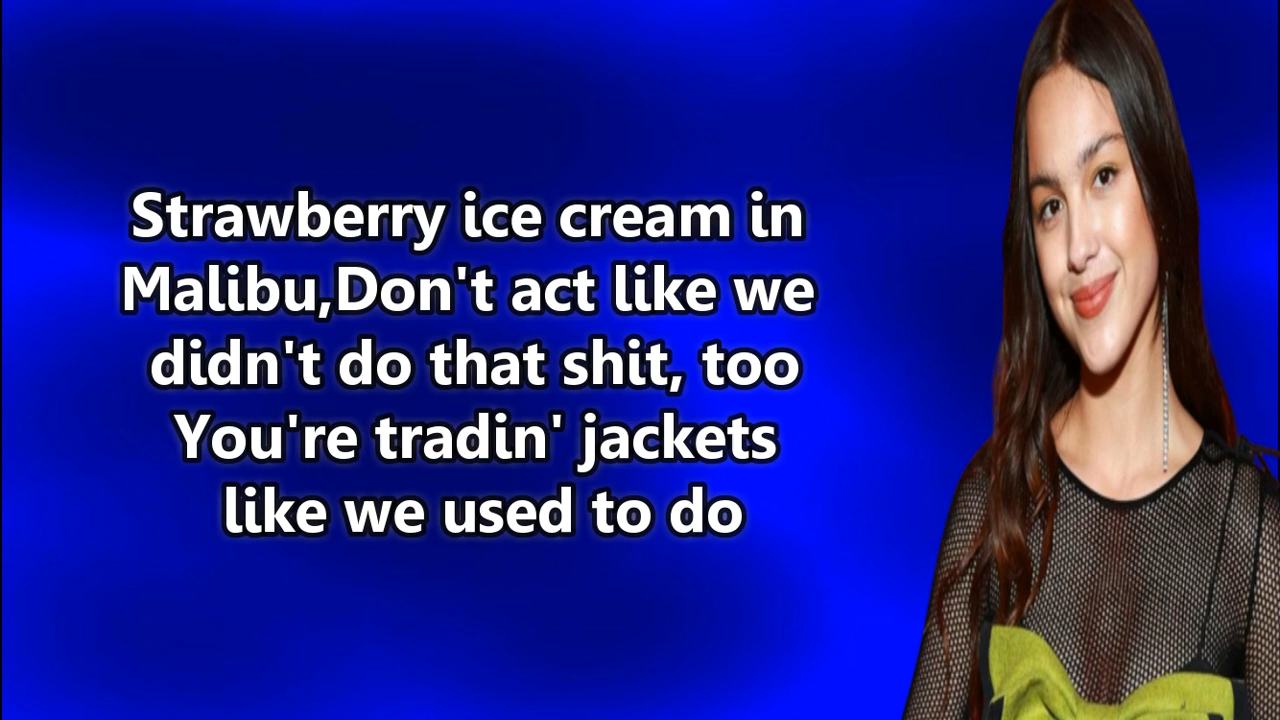 Strawberry ice cream in
Malibu,Don't act like we
didn't do that shit, too
You're tradin' jackets
like we used to do